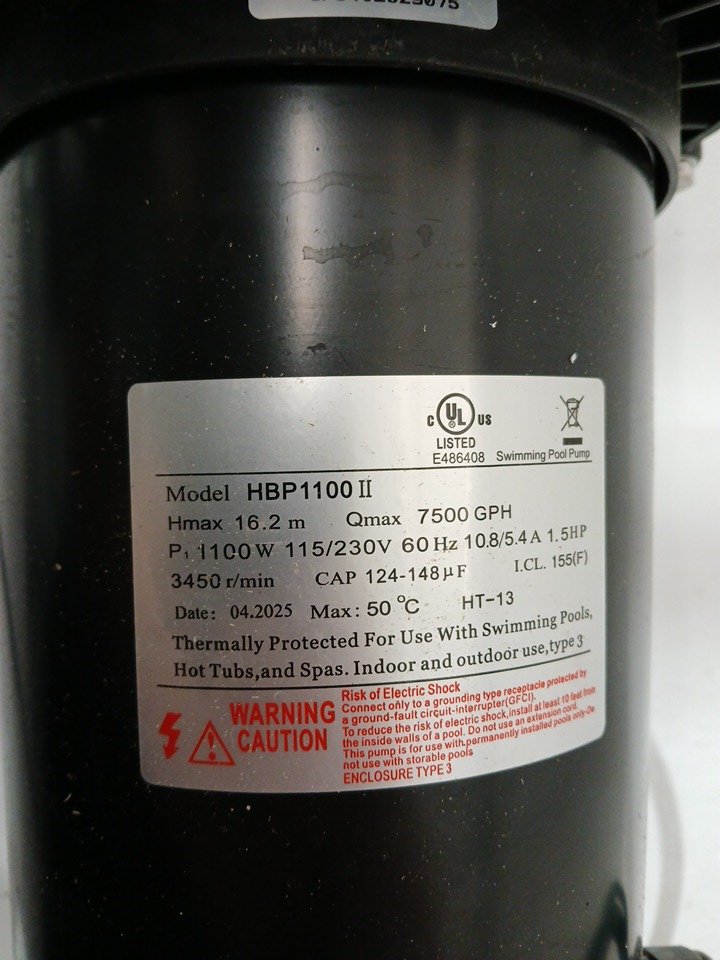 C UL US
LISTED
E486408 Swimming Pool Pump
Model HBP1100 II
Hmax 16.2 m Qmax 7500 GPH
P₁ 1100W 115/230V 60 Hz 10.8/5.4 A 1.5HP
3450 r/min CAP 124-148μF I.CL. 155(F)
Date: 04.2025 Max: 50 °C HT-13
Thermally Protected For Use With Swimming Pools,
Hot Tubs,and Spas. Indoor and outdoor use,type 3
WARNING
CAUTION
Risk of Electric Shock
Connect only to a grounding type receptacle protected by
a ground-fault circuit-interrupter(GFCI).
To reduce the risk of electric shock,install at least 10 feet from
the inside walls of a pool. Do not use an extension cord.
This pump is for use with permanently installed pools only-Do
not use with storable pools
ENCLOSURE TYPE 3